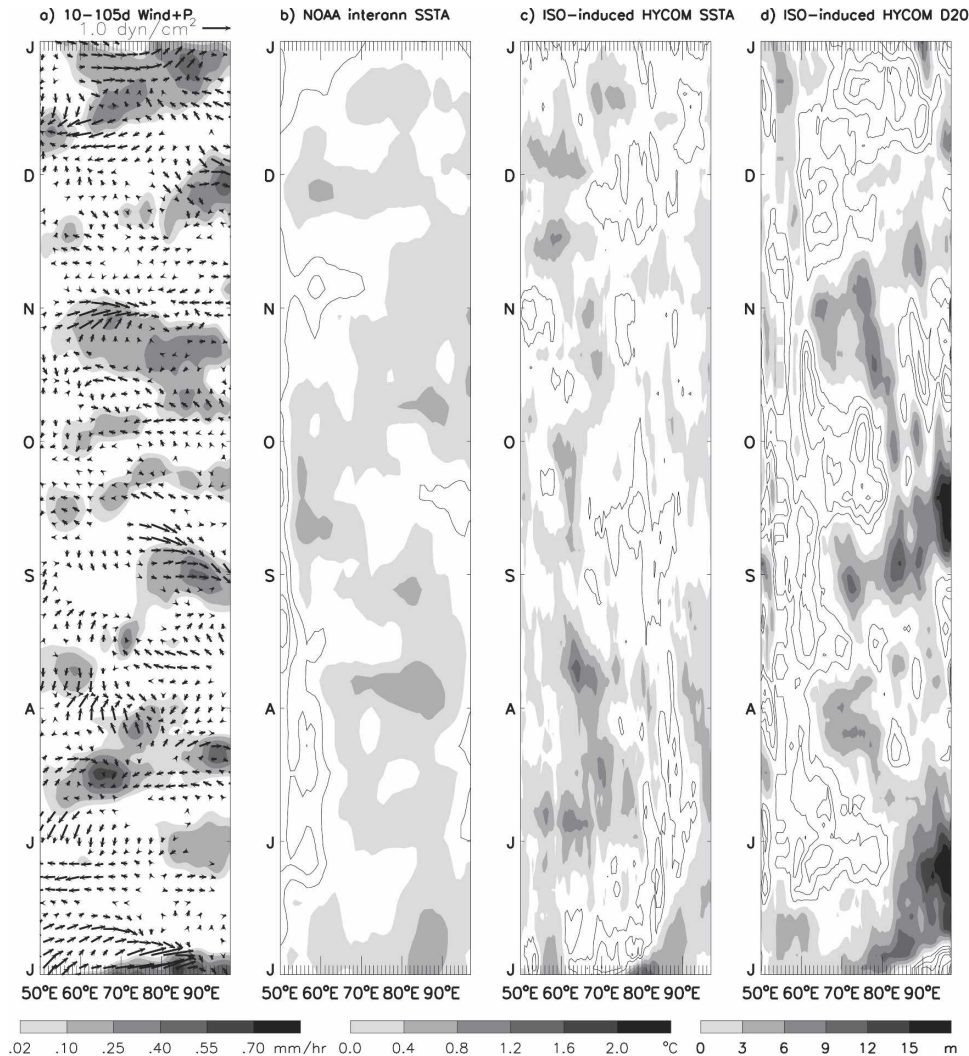 a) 10-105d Wind+P b) NOAA interann SSTA c) ISO-induced HYCOM SSTA d) ISO-induced HYCOM D20
1.0 dyn/cm²
J J J J
D D D D
N N N N
O O O O
S S S S
A A A A
J J J J
J J J J
50°E 60°E 70°E 80°E 90°E 50°E 60°E 70°E 80°E 90°E 50°E 60°E 70°E 80°E 90°E 50°E 60°E 70°E 80°E 90°E
.02 .10 .25 .40 .55 .70 mm/hr 0.0 0.4 0.8 1.2 1.6 2.0 °C 0 3 6 9 12 15 m